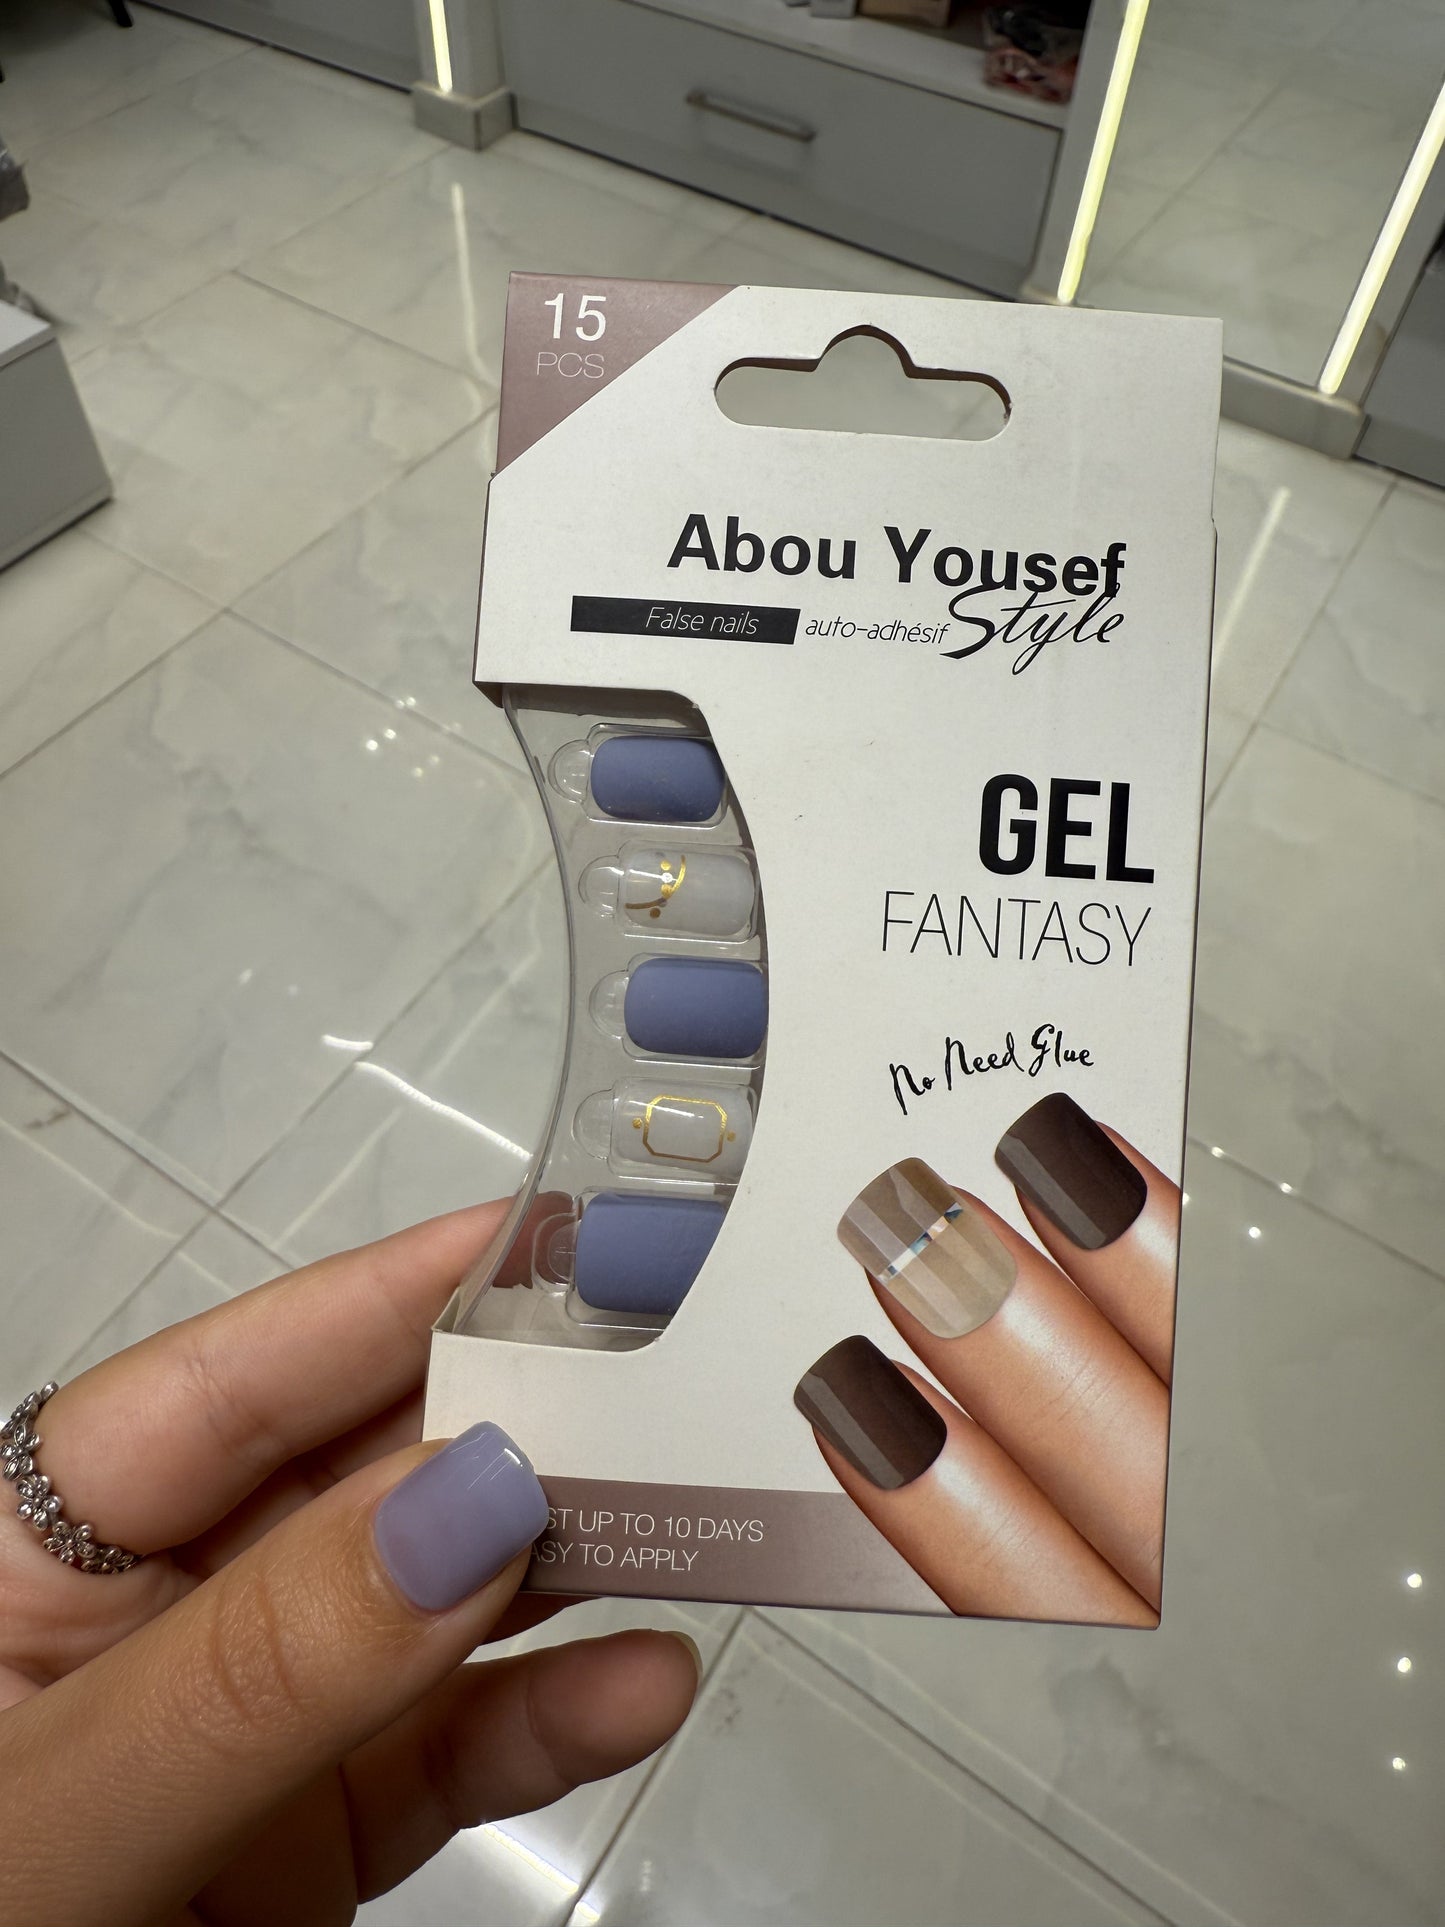 15
PCS
Abou Yousef
Style
False nails auto-adhésif
GEL
FANTASY
No Need Glue
ST UP TO 10 DAYS
ASY TO APPLY